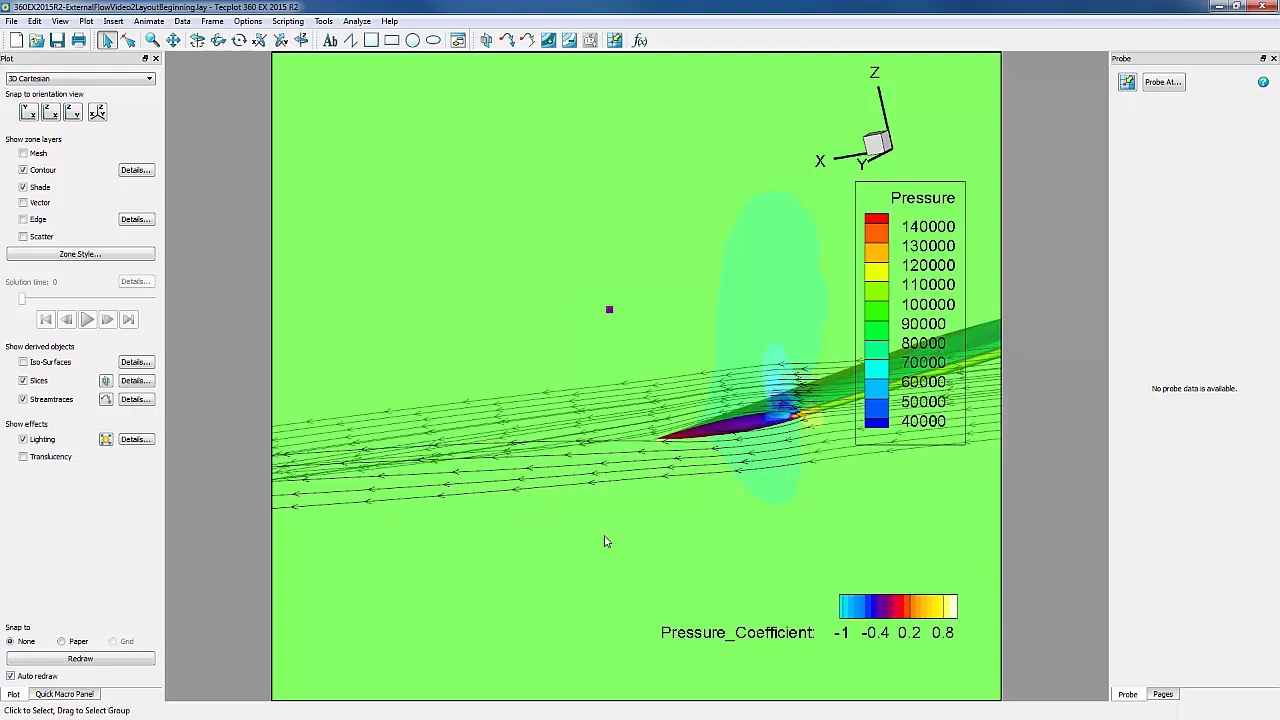 360EX2015R2-ExternalFlowVideo2LayoutBeginning.lay - Tecplot 360 EX 2015 R2
File Edit View Plot Insert Animate Data Frame Options Scripting Tools Analyze Help
Plot
3D Cartesian
Snap to orientation view
Show zone layers
Mesh
Contour Details...
Shade
Vector
Edge Details...
Scatter
Zone Style...
Solution time: 0 Details...
Show derived objects
Iso-Surfaces Details...
Slices Details...
Streamtraces Details...
Show effects
Lighting Details...
Translucency
Snap to
None Paper Grid
Redraw
Auto redraw
Plot Quick Macro Panel
Click to Select, Drag to Select Group
Z
X
Y
Pressure
140000
130000
120000
110000
100000
90000
80000
70000
60000
50000
40000
Pressure_Coefficient: -1 -0.4 0.2 0.8
Probe
Probe At...
No probe data is available.
Probe Pages